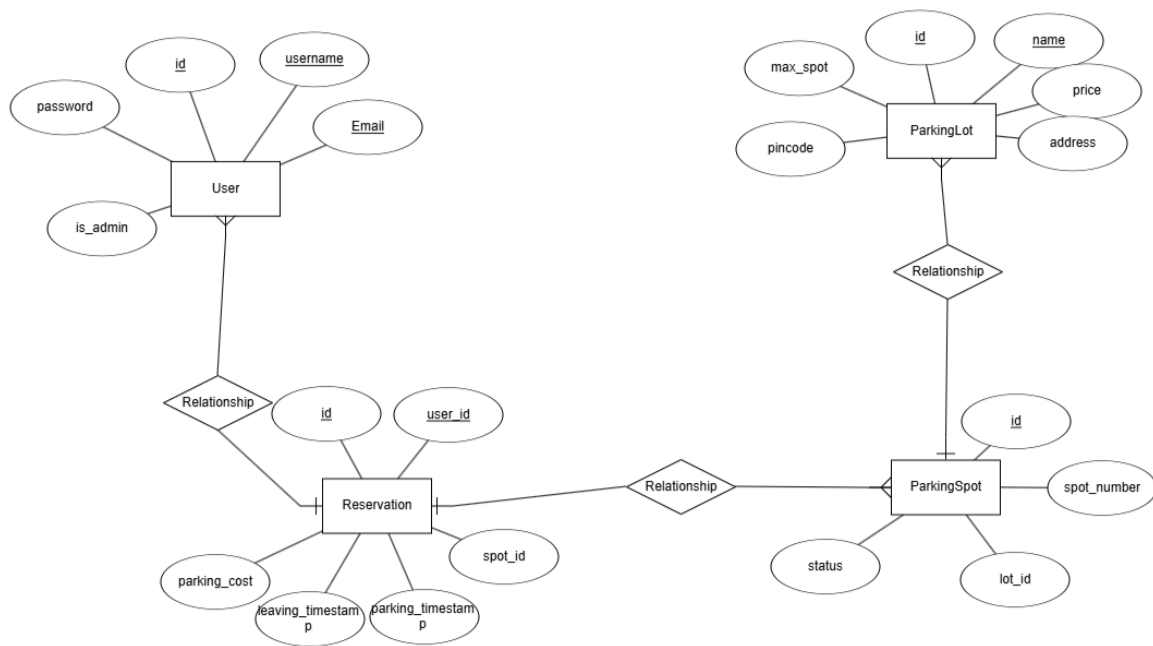 id
username
password
Email
User
is_admin
id
name
max_spot
price
ParkingLot
pincode
address
Relationship
Relationship
id
user_id
Reservation
parking_cost
leaving_timestam
p
parking_timestam
p
spot_id
Relationship
id
ParkingSpot
spot_number
status
lot_id